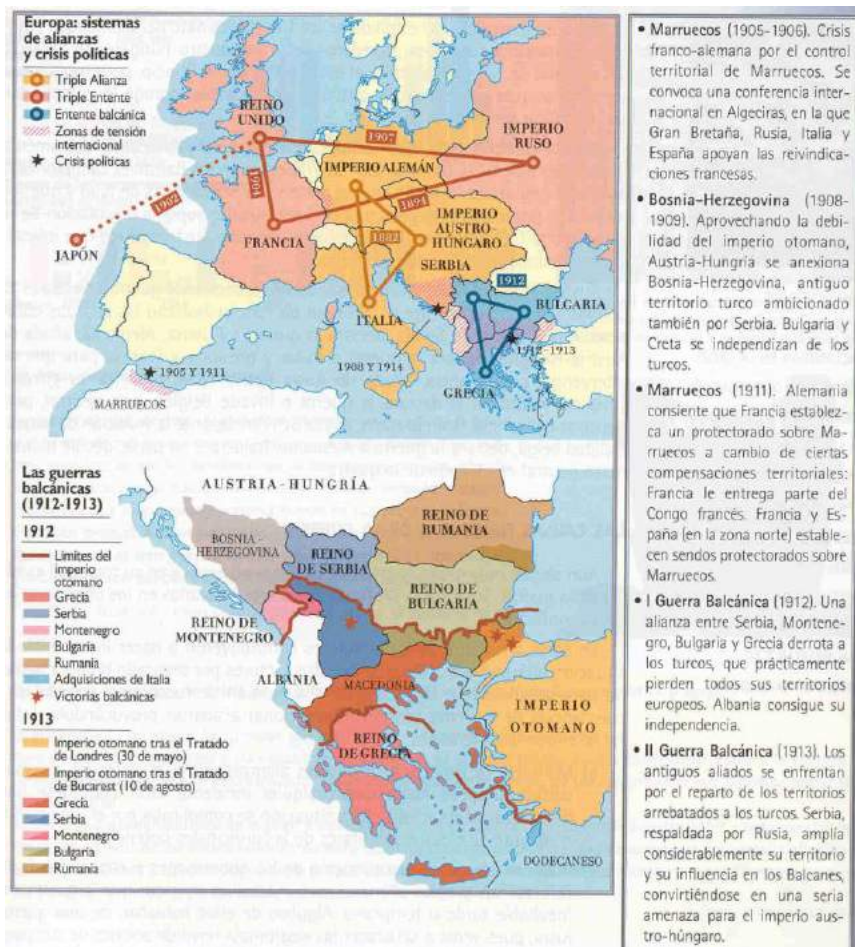 Europa: sistemas
de alianzas
y crisis políticas
Triple Alianza
Triple Entente
Entente balcánica
Zonas de tensión
internacional
Crisis políticas
REINO
UNIDO
1907
IMPERIO
RUSO
IMPERIO ALEMÁN
1904
1902
1894
JAPÓN
FRANCIA
1882
IMPERIO
AUSTRO-
HÚNGARO
SERBIA
1912
BULGARIA
ITALIA
1912-1913
1905 Y 1911
1908 Y 1914
GRECIA
MARRUECOS
Las guerras
balcánicas
(1912-1913)
1912
Límites del
imperio
otomano
Grecia
Serbia
Montenegro
Bulgaria
Rumania
Adquisiciones de Italia
Victorias balcánicas
1913
Imperio otomano tras el Tratado
de Londres (30 de mayo)
Imperio otomano tras el Tratado
de Bucarest (10 de agosto)
Grecia
Serbia
Montenegro
Bulgaria
Rumania
AUSTRIA-HUNGRÍA
BOSNIA-
HERZEGOVINA
REINO
DE SERBIA
REINO DE
RUMANIA
REINO DE
BULGARIA
REINO DE
MONTENEGRO
ALBANIA
MACEDONIA
IMPERIO
OTOMANO
REINO
DE GRECIA
DODECANESO
• Marruecos (1905-1906). Crisis
franco-alemana por el control
territorial de Marruecos. Se
convoca una conferencia inter-
nacional en Algeciras, en la que
Gran Bretaña, Rusia, Italia y
España apoyan las reivindica-
ciones francesas.
• Bosnia-Herzegovina (1908-
1909). Aprovechando la debi-
lidad del imperio otomano,
Austria-Hungría se anexiona
Bosnia-Herzegovina, antiguo
territorio turco ambicionado
también por Serbia. Bulgaria y
Creta se independizan de los
turcos.
• Marruecos (1911). Alemania
consiente que Francia establez-
ca un protectorado sobre Ma-
rruecos a cambio de ciertas
compensaciones territoriales:
Francia le entrega parte del
Congo francés. Francia y Es-
paña (en la zona norte) estable-
cen sendos protectorados sobre
Marruecos.
• I Guerra Balcánica (1912). Una
alianza entre Serbia, Montene-
gro, Bulgaria y Grecia derrota a
los turcos, que prácticamente
pierden todos sus territorios
europeos. Albania consigue su
independencia.
• II Guerra Balcánica (1913). Los
antiguos aliados se enfrentan
por el reparto de los territorios
arrebatados a los turcos. Serbia,
respaldada por Rusia, amplía
considerablemente su territorio
y su influencia en los Balcanes,
convirtiéndose en una seria
amenaza para el imperio aus-
tro-húngaro.